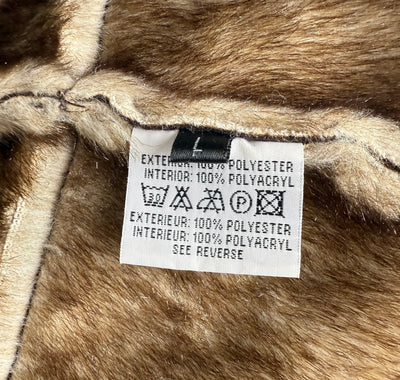 L
EXTERIOR: 100% POLYESTER
INTERIOR: 100% POLYACRYL
P
EXTERIEUR: 100% POLYESTER
INTERIEUR: 100% POLYACRYL
SEE REVERSE